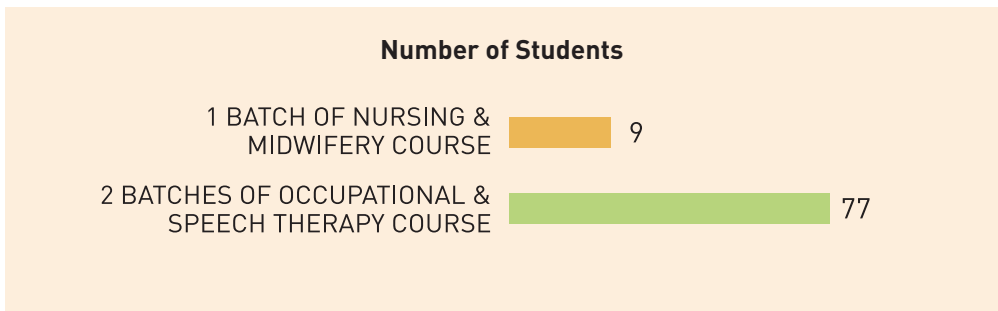 Number of Students
1 BATCH OF NURSING &
MIDWIFERY COURSE
9
2 BATCHES OF OCCUPATIONAL &
SPEECH THERAPY COURSE
77